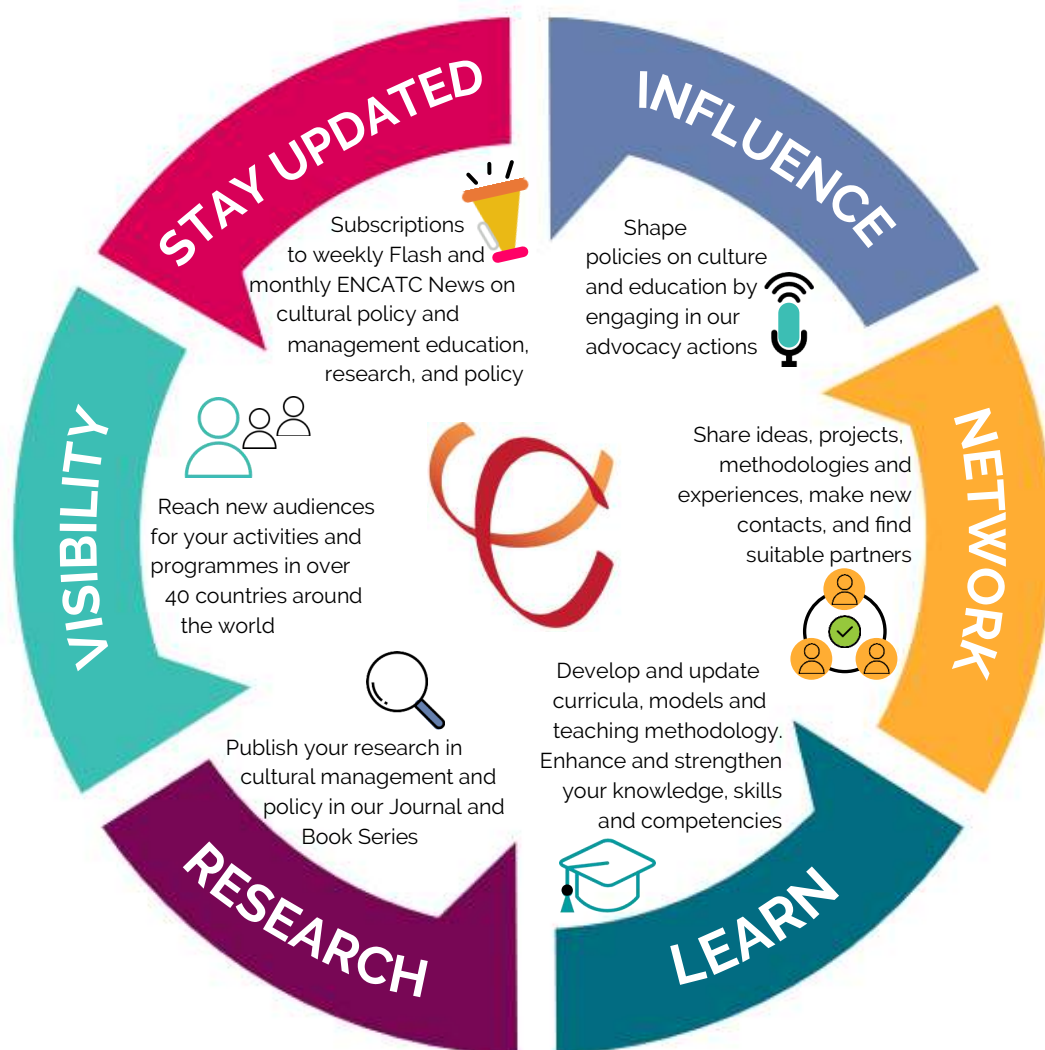 STAY UPDATED
Subscriptions
to weekly Flash and
monthly ENCATC News on
cultural policy and
management education,
research, and policy
INFLUENCE
Shape
policies on culture
and education by
engaging in our
advocacy actions
NETWORK
Share ideas, projects,
methodologies and
experiences, make new
contacts, and find
suitable partners
LEARN
Develop and update
curricula, models and
teaching methodology.
Enhance and strengthen
your knowledge, skills
and competencies
RESEARCH
Publish your research in
cultural management and
policy in our Journal and
Book Series
VISIBILITY
Reach new audiences
for your activities and
programmes in over
40 countries around
the world